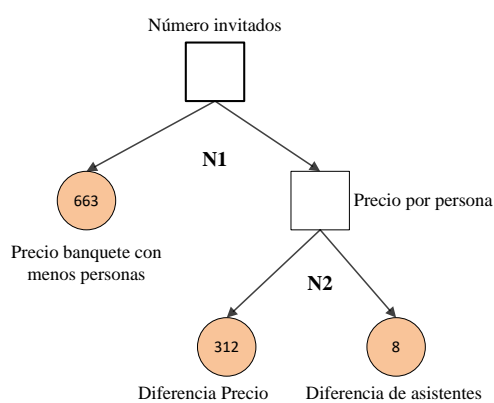 Número invitados
N1
663
Precio por persona
Precio banquete con
menos personas
N2
312
8
Diferencia Precio
Diferencia de asistentes